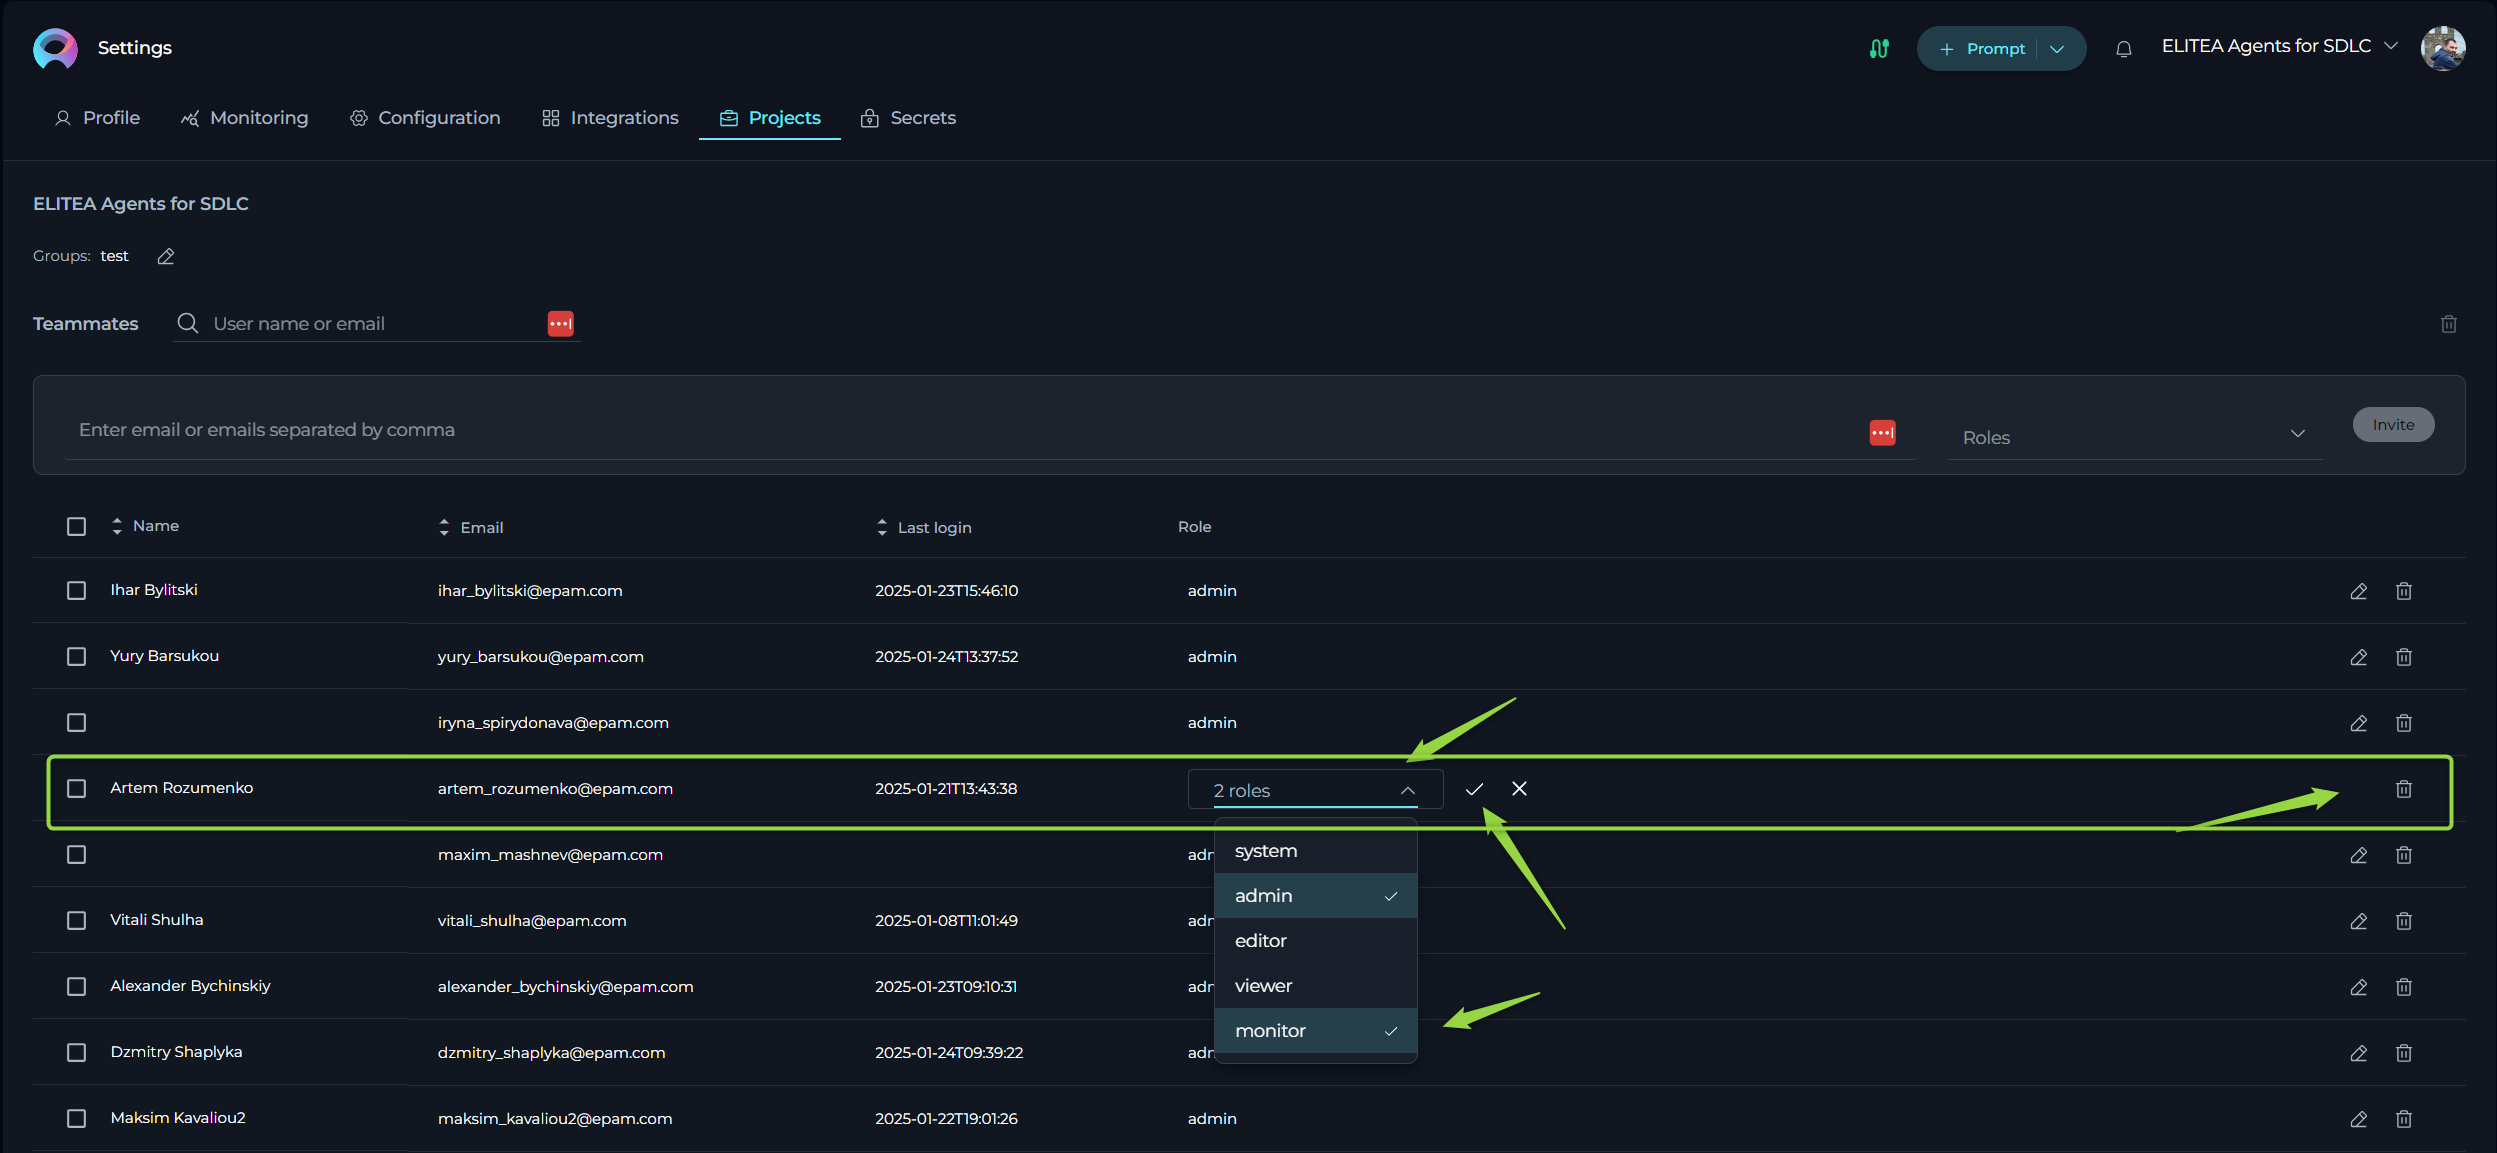 Settings
Prompt
ELITEA Agents for SDLC
Profile
Monitoring
Configuration
Integrations
Projects
Secrets
ELITEA Agents for SDLC
Groups: test
Teammates
User name or email
Enter email or emails separated by comma
Roles
Invite
Name Email Last login Role
Ihar Bylitski ihar_bylitski@epam.com 2025-01-23T15:46:10 admin
Yury Barsukou yury_barsukou@epam.com 2025-01-24T13:37:52 admin
iryna_spirydonava@epam.com admin
Artem Rozumenko artem_rozumenko@epam.com 2025-01-21T13:43:38 2 roles
maxim_mashnev@epam.com adm
system
admin
editor
viewer
monitor
Vitali Shulha vitali_shulha@epam.com 2025-01-08T11:01:49 adm
Alexander Bychinskiy alexander_bychinskiy@epam.com 2025-01-23T09:10:31 adm
Dzmitry Shaplyka dzmitry_shaplyka@epam.com 2025-01-24T09:39:22 adm
Maksim Kavaliou2 maksim_kavaliou2@epam.com 2025-01-22T19:01:26 admin